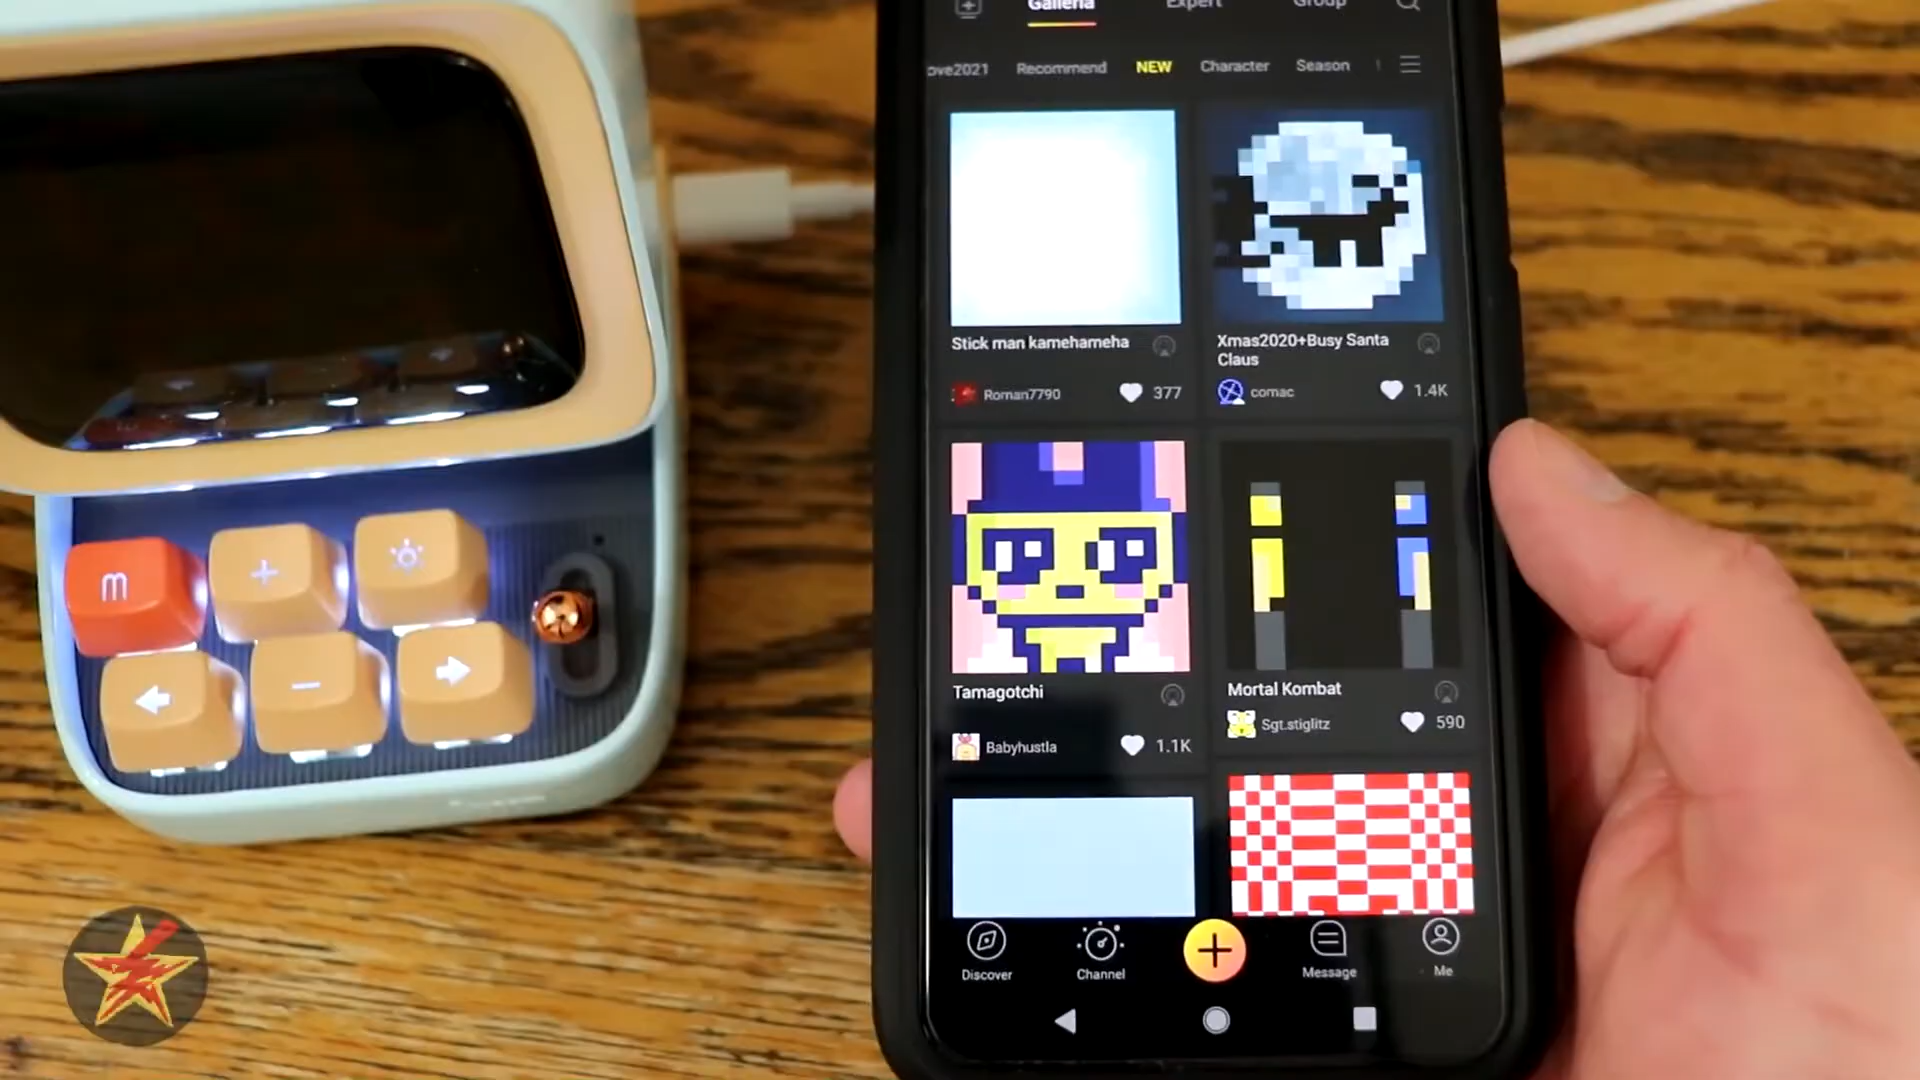 Galleria Expert Group
ove2021 Recommend NEW Character Season
Stick man kamehameha
Roman7790 377
Xmas2020+Busy Santa
Claus
comac 1.4K
Tamagotchi
Babyhustla 1.1K
Mortal Kombat
Sgt.stiglitz 590
Discover Channel Message Me
m
+
−